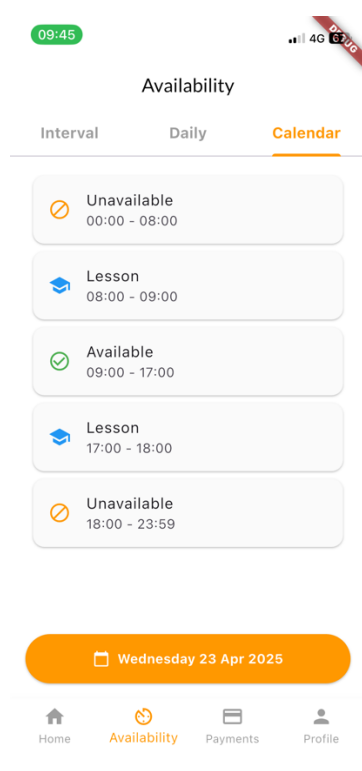 09:45
4G
DEBUG
Availability
Interval Daily Calendar
Unavailable
00:00 - 08:00
Lesson
08:00 - 09:00
Available
09:00 - 17:00
Lesson
17:00 - 18:00
Unavailable
18:00 - 23:59
Wednesday 23 Apr 2025
Home Availability Payments Profile